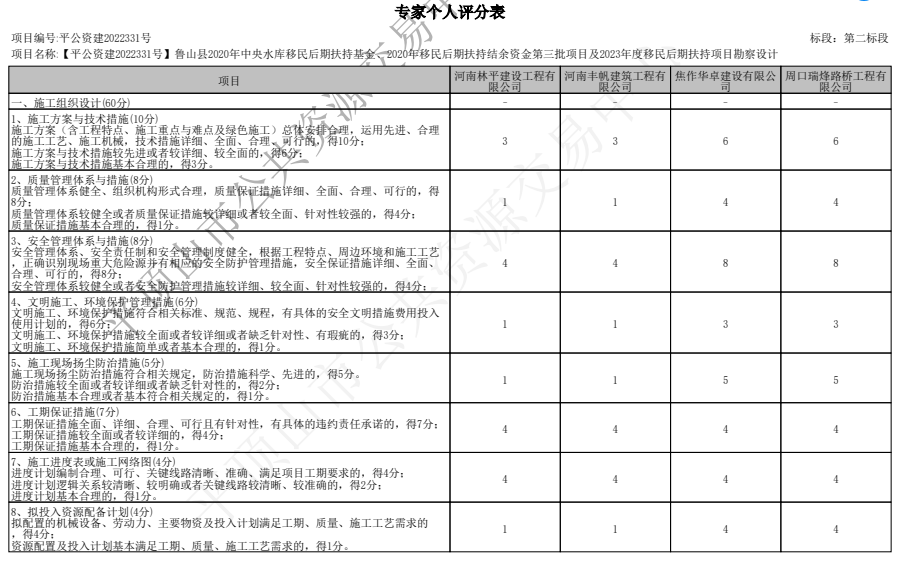 专家个人评分表
项目编号:平公资建2022331号
标段：第二标段
项目名称:【平公资建2022331号】鲁山县2020年中央水库移民后期扶持基金、2020年移民后期扶持结余资金第三批项目及2023年度移民后期扶持项目勘察设计
项目 河南林平建设工程有限公司 河南丰帆建筑工程有限公司 焦作华卓建设有限公司 周口瑞烽路桥工程有限公司
一、施工组织设计(60分) - - - -
1、施工方案与技术措施(10分)
施工方案（含工程特点、施工重点与难点及绿色施工）总体安排合理，运用先进、合理
的施工工艺、施工机械，技术措施详细、全面、合理、可行的，得10分；
施工方案与技术措施较先进或者较详细、较全面的，得6分；
施工方案与技术措施基本合理的，得3分。
3 3 6 6
2、质量管理体系与措施(8分)
质量管理体系健全、组织机构形式合理，质量保证措施详细、全面、合理、可行的，得
8分；
质量管理体系较健全或者质量保证措施较详细或者较全面、针对性较强的，得4分；
质量保证措施基本合理的，得1分。
1 1 4 4
3、安全管理体系与措施(8分)
安全管理体系、安全责任制和安全管理制度健全，根据工程特点、周边环境和施工工艺
，正确识别现场重大危险源并有相应的安全防护管理措施，安全保证措施详细、全面、
合理、可行的，得8分；
安全管理体系较健全或者安全防护管理措施较详细、较全面、针对性较强的，得4分；
4 4 8 8
4、文明施工、环境保护管理措施(6分)
文明施工、环境保护措施符合相关标准、规范、规程，有具体的安全文明措施费用投入
使用计划的，得6分；
文明施工、环境保护措施较全面或者较详细或者缺乏针对性、有瑕疵的，得3分；
文明施工、环境保护措施简单或者基本合理的，得1分。
1 1 3 3
5、施工现场扬尘防治措施(5分)
施工现场扬尘防治措施符合相关规定，防治措施科学、先进的，得5分。
防治措施较全面或者较详细或者缺乏针对性的，得2分；
防治措施基本合理或者基本符合相关规定的，得1分。
1 1 5 5
6、工期保证措施(7分)
工期保证措施全面、详细、合理、可行且有针对性，有具体的违约责任承诺的，得7分；
工期保证措施较全面或者较详细的，得4分；
工期保证措施基本合理的，得1分。
4 4 4 4
7、施工进度表或施工网络图(4分)
进度计划编制合理、可行、关键线路清晰、准确、满足项目工期要求的，得4分；
进度计划逻辑关系较清晰、较明确或者关键线路较清晰、较准确的，得2分；
进度计划基本合理的，得1分。
4 4 4 4
8、拟投入资源配备计划(4分)
拟配置的机械设备、劳动力、主要物资及投入计划满足工期、质量、施工工艺需求的
，得4分；
资源配置及投入计划基本满足工期、质量、施工工艺需求的，得1分。
1 1 4 4
平顶山市公共资源交易中
平顶山市公共资源交易中